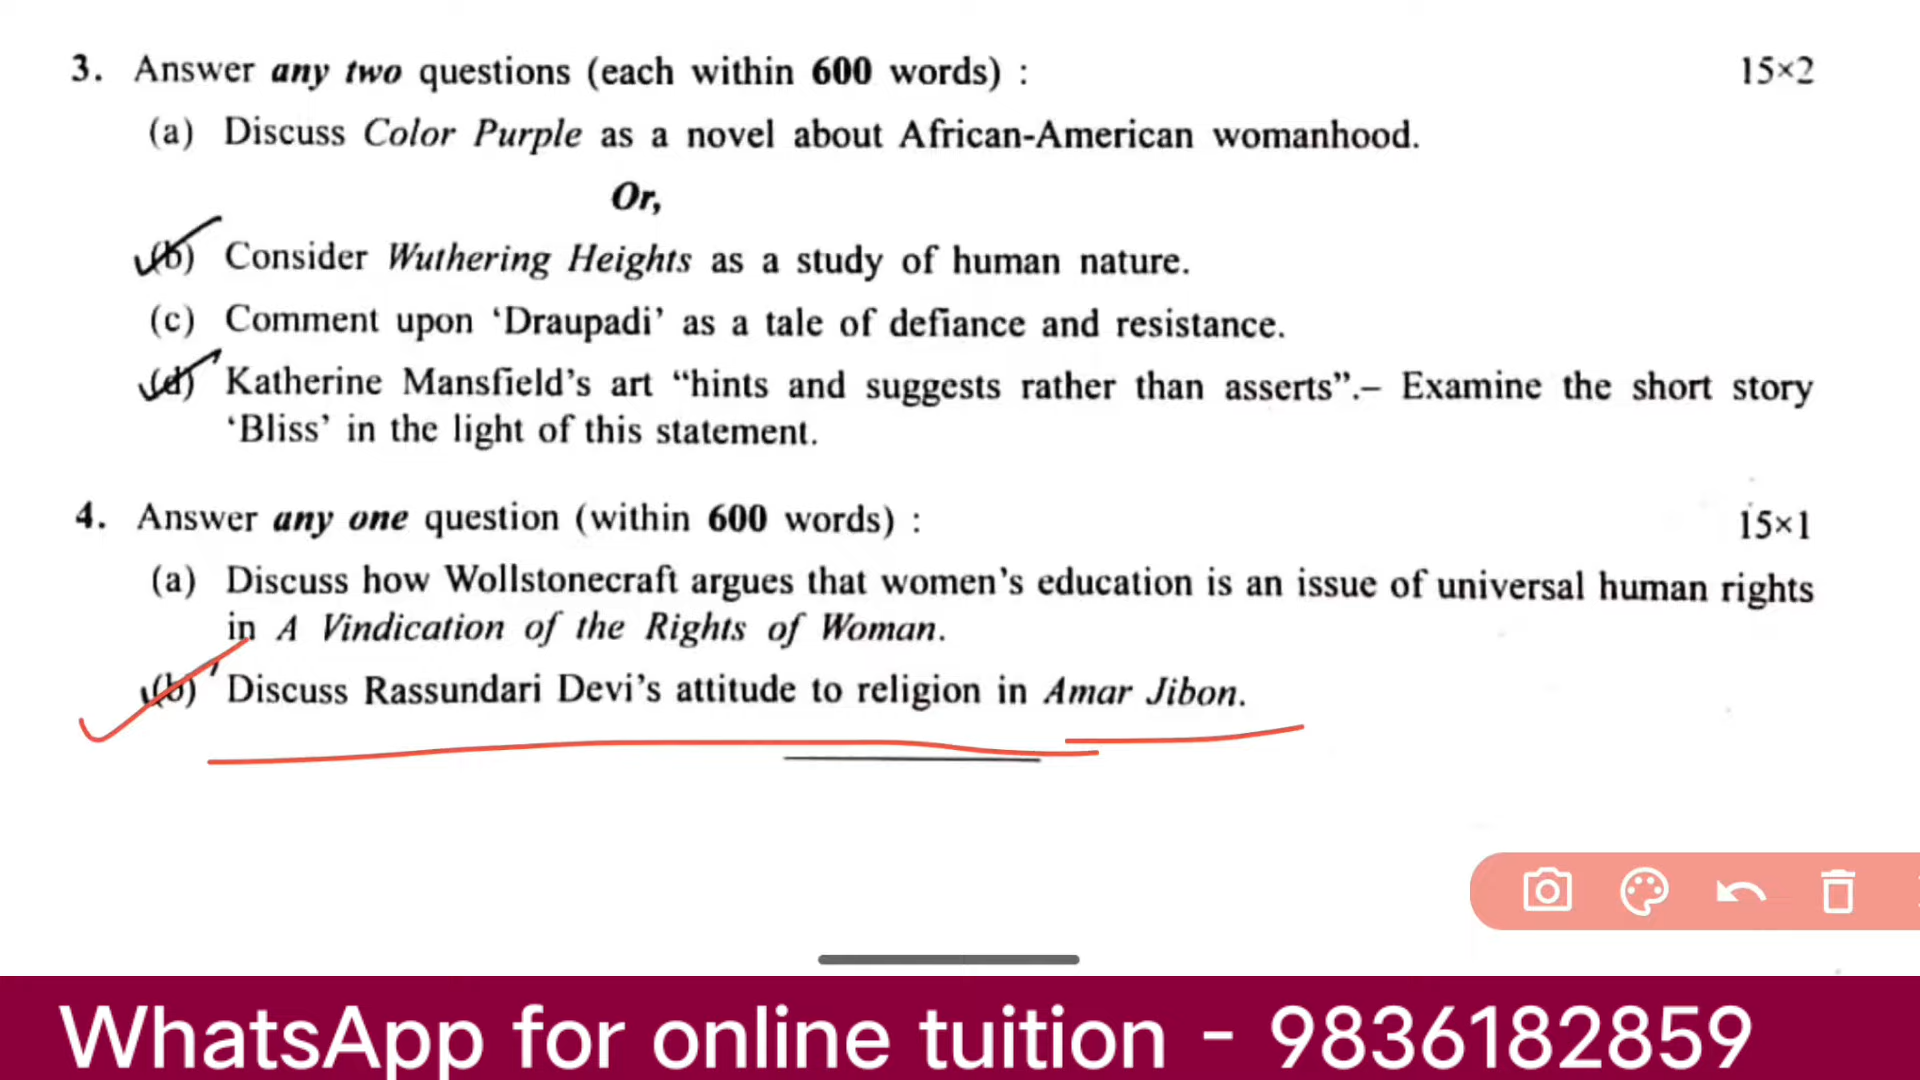 3. Answer any two questions (each within 600 words) : 15×2
(a) Discuss Color Purple as a novel about African-American womanhood.
Or,
(b) Consider Wuthering Heights as a study of human nature.
(c) Comment upon ‘Draupadi’ as a tale of defiance and resistance.
(d) Katherine Mansfield’s art “hints and suggests rather than asserts”.– Examine the short story
‘Bliss’ in the light of this statement.
4. Answer any one question (within 600 words) : 15×1
(a) Discuss how Wollstonecraft argues that women’s education is an issue of universal human rights
in A Vindication of the Rights of Woman.
(b) Discuss Rassundari Devi’s attitude to religion in Amar Jibon.
WhatsApp for online tuition - 9836182859